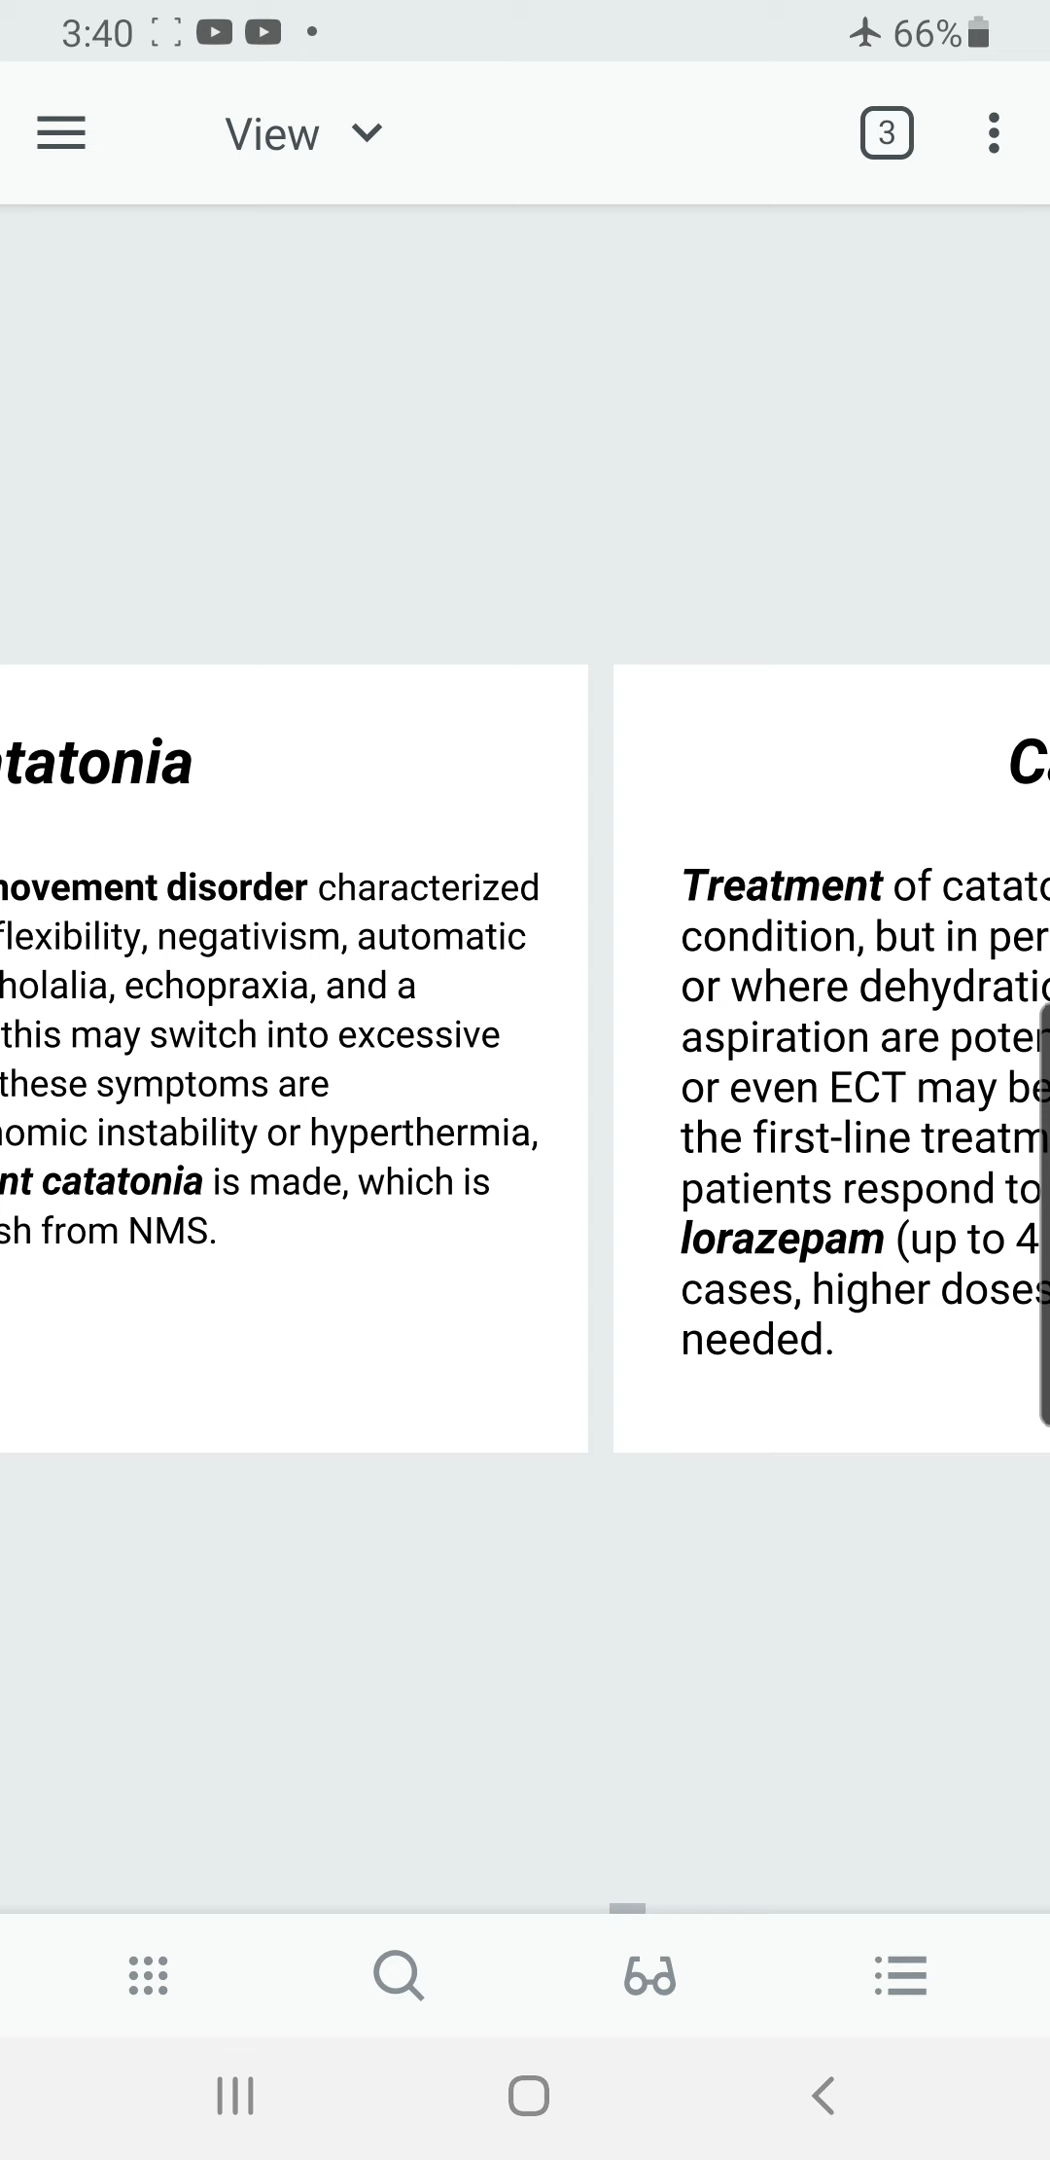 3:40
66%
View
3
tatonia
movement disorder characterized
flexibility, negativism, automatic
holalia, echopraxia, and a
this may switch into excessive
these symptoms are
nomic instability or hyperthermia,
nt catatonia is made, which is
sh from NMS.
C
Treatment of catato
condition, but in per
or where dehydratio
aspiration are poten
or even ECT may be
the first-line treatm
patients respond to
lorazepam (up to 4
cases, higher doses
needed.